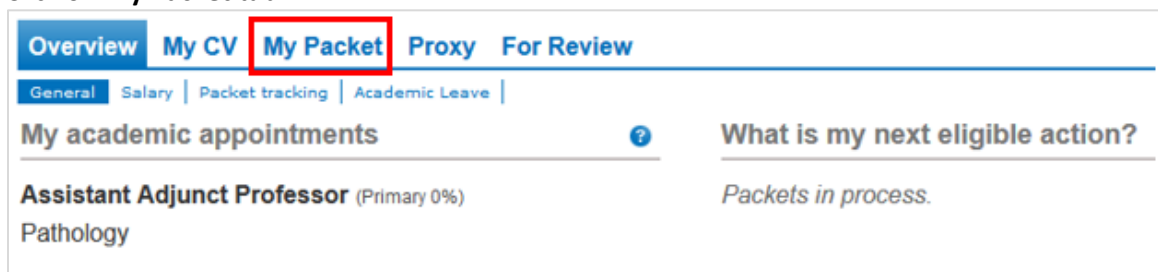 Overview My CV My Packet Proxy For Review
General Salary Packet tracking Academic Leave
My academic appointments ? What is my next eligible action?
Assistant Adjunct Professor (Primary 0%) Packets in process.
Pathology